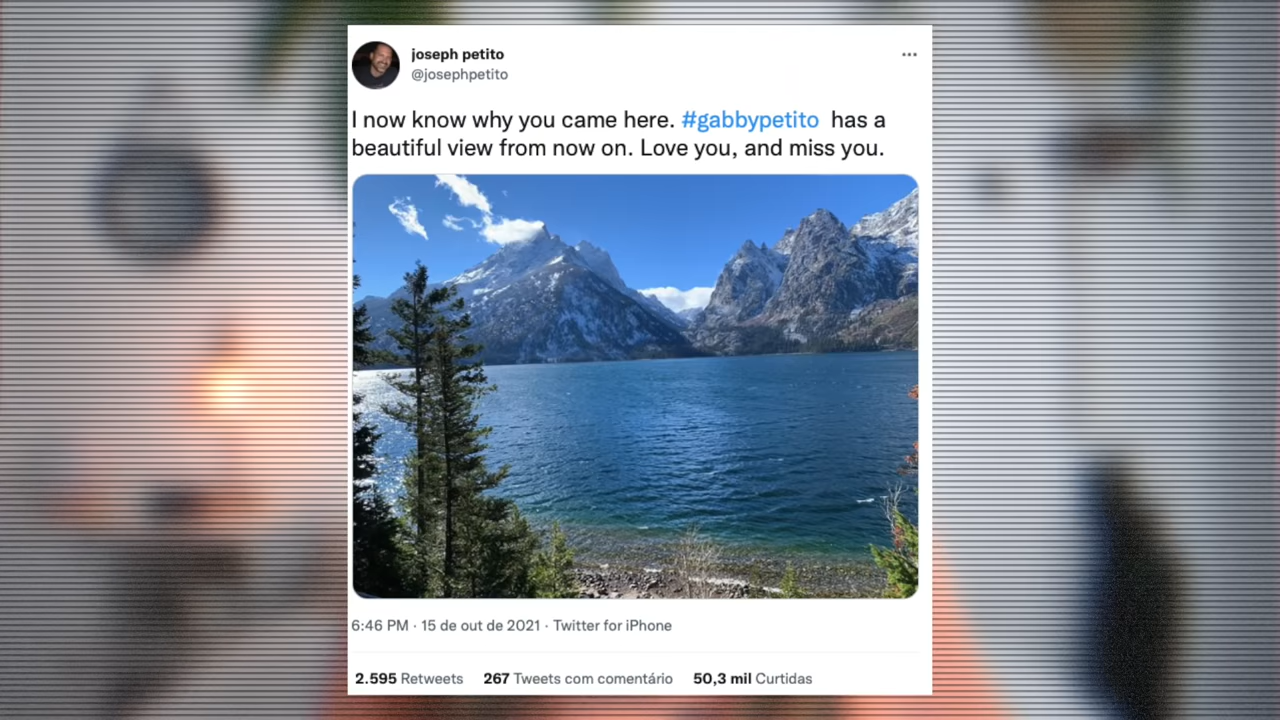 joseph petito
@josephpetito
I now know why you came here. #gabbypetito has a
beautiful view from now on. Love you, and miss you.
6:46 PM · 15 de out de 2021 · Twitter for iPhone
2.595 Retweets 267 Tweets com comentário 50,3 mil Curtidas